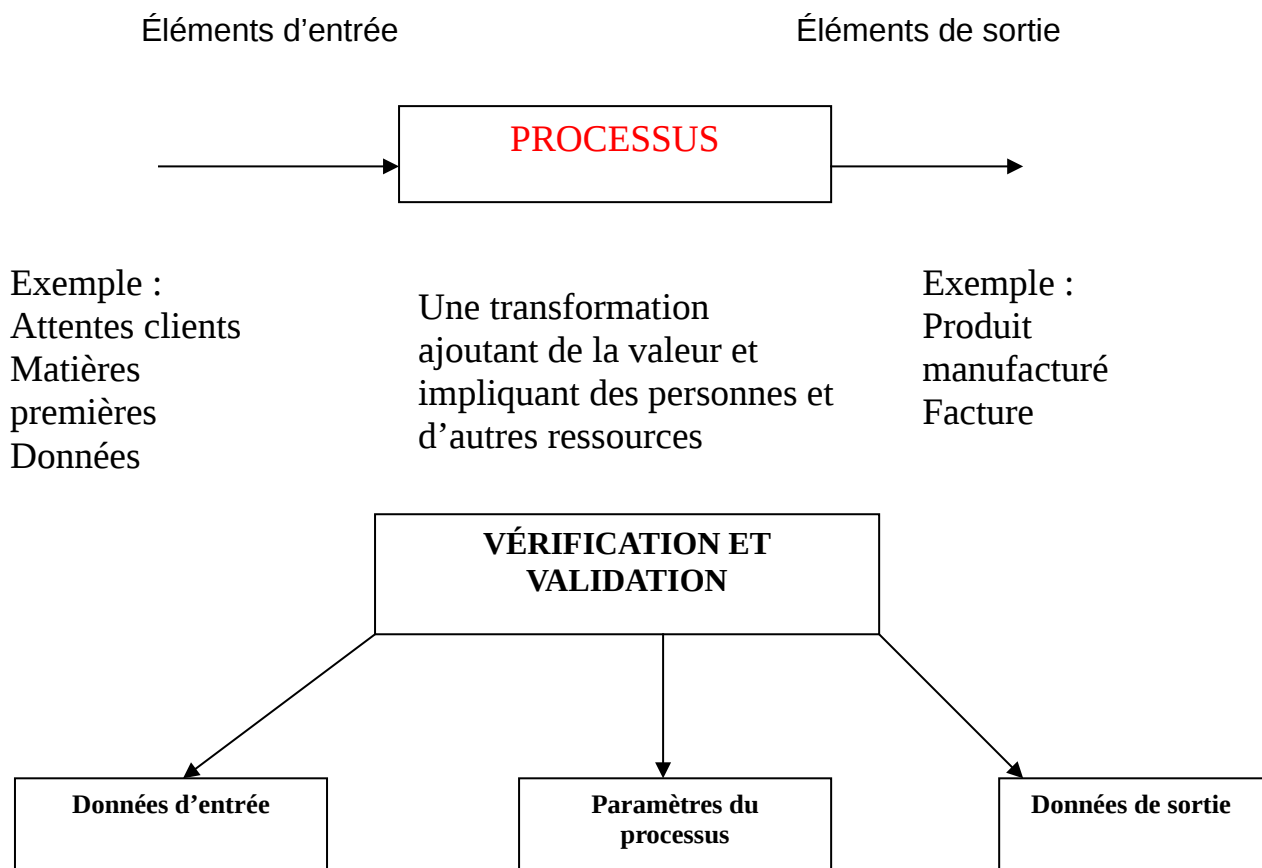 Éléments d’entrée
Éléments de sortie
PROCESSUS
Exemple :
Attentes clients
Matières
premières
Données
Une transformation
ajoutant de la valeur et
impliquant des personnes et
d’autres ressources
Exemple :
Produit
manufacturé
Facture
VÉRIFICATION ET
VALIDATION
Données d’entrée
Paramètres du
processus
Données de sortie